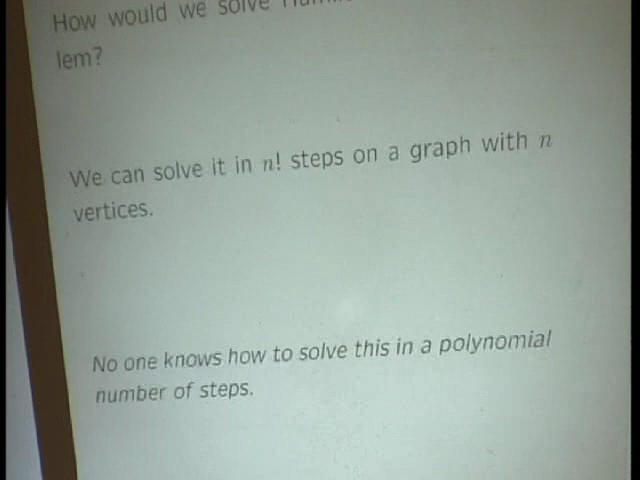 How would we solve
lem?
We can solve it in n! steps on a graph with n
vertices.
No one knows how to solve this in a polynomial
number of steps.